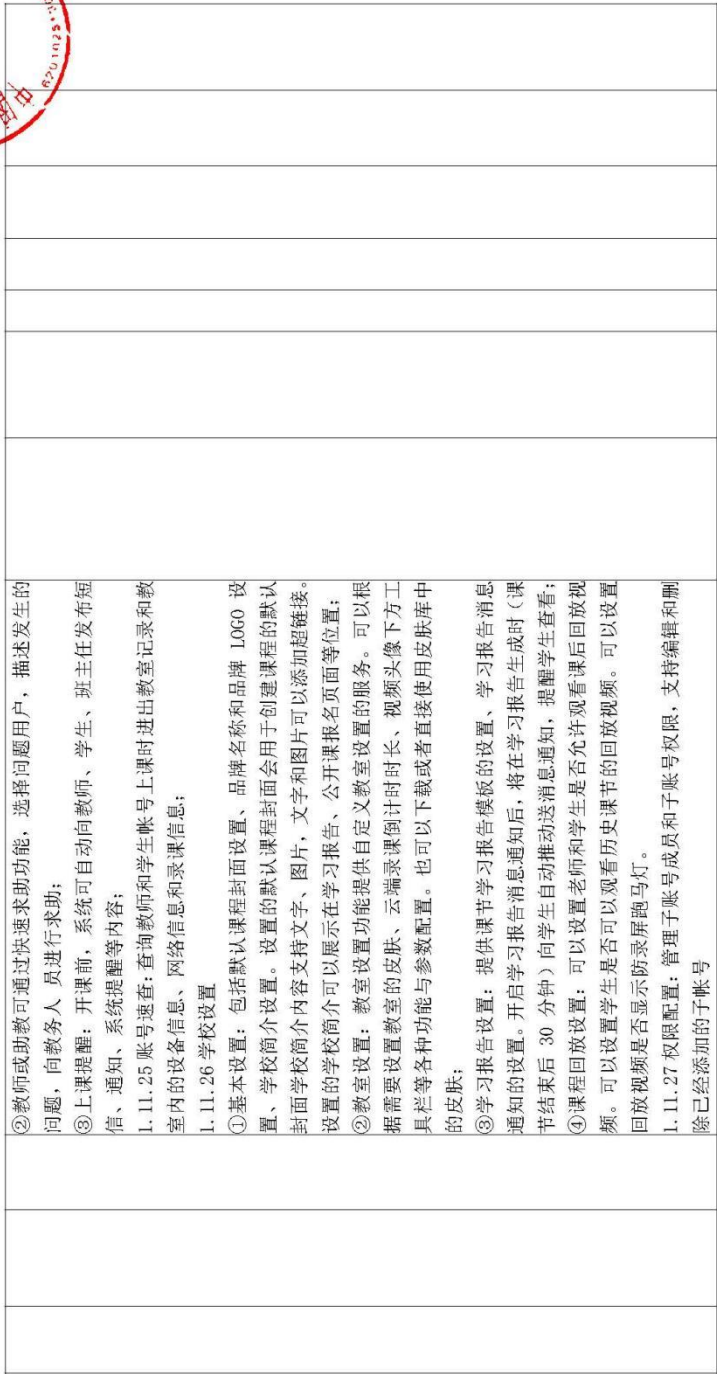 ②教师或助教可通过快速求助功能，选择问题用户，描述发生的
问题，向教务人 员进行求助；
③上课提醒：开课前，系统可自动向教师、学生、班主任发布短
信、通知、系统提醒等内容；
1.11.25 账号速查：查询教师和学生帐号上课时进出教室记录和教
室内的设备信息、网络信息和录课信息；
1.11.26 学校设置
①基本设置：包括默认课程封面设置、品牌名称和品牌 LOGO 设
置、学校简介设置。设置的默认课程封面会用于创建课程的默认
封面学校简介内容支持文字、图片，文字和图片可以添加超链接。
设置的学校简介可以展示在学习报告、公开课报名页面等位置；
②教室设置：教室设置功能提供自定义教室设置的服务。可以根
据需要设置教室的皮肤、云端录课倒计时时长、视频头像下方工
具栏等各种功能与参数配置。也可以下载或者直接使用皮肤库中
的皮肤；
③学习报告设置：提供课节学习报告模板的设置、学习报告消息
通知的设置。开启学习报告消息通知后，将在学习报告生成时（课
节结束后 30 分钟）向学生自动推动送消息通知，提醒学生查看；
④课程回放设置：可以设置老师和学生是否允许观看课后回放视
频。可以设置学生是否可以观看历史课节的回放视频。可以设置
回放视频是否显示防录屏跑马灯。
1.11.27 权限配置：管理子账号成员和子账号权限，支持编辑和删
除已经添加的子帐号